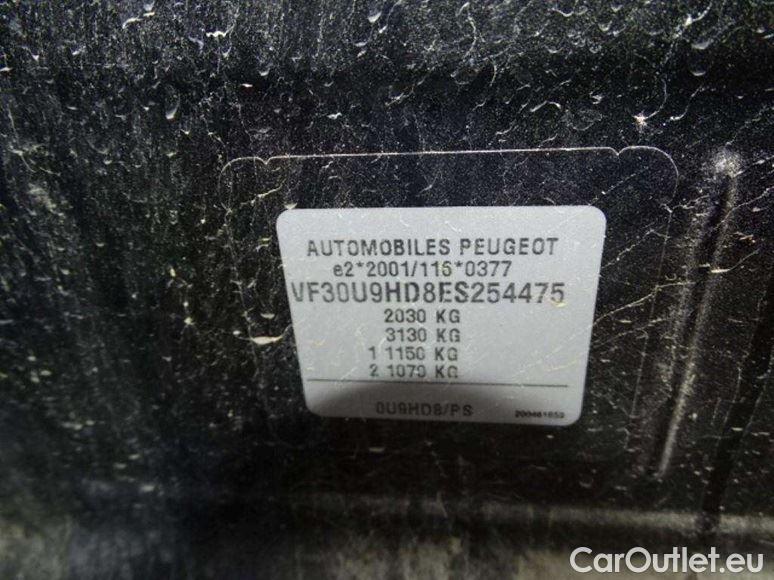 AUTOMOBILES PEUGEOT
e2*2001/116*0377
VF30U9HD8ES254475
2030 KG
3130 KG
1 1150 KG
2 1070 KG
0U9HD8/PS
CarOutlet.eu